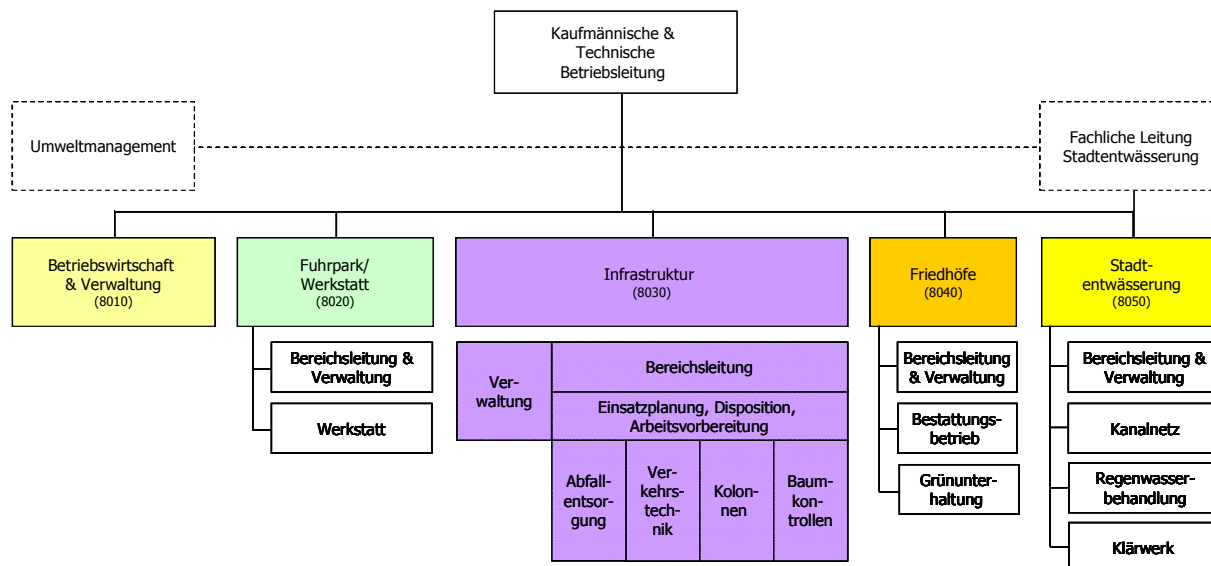 Kaufmännische &
Technische
Betriebsleitung
Umweltmanagement
Fachliche Leitung
Stadtentwässerung
Betriebswirtschaft
& Verwaltung
(8010)
Fuhrpark/
Werkstatt
(8020)
Infrastruktur
(8030)
Friedhöfe
(8040)
Stadt-
entwässerung
(8050)
Bereichsleitung &
Verwaltung
Werkstatt
Ver-
waltung
Bereichsleitung
Einsatzplanung, Disposition,
Arbeitsvorbereitung
Abfall-
entsor-
gung
Ver-
kehrs-
tech-
nik
Kolon-
nen
Baum-
kon-
trollen
Bereichsleitung
& Verwaltung
Bestattungs-
betrieb
Grünunter-
haltung
Bereichsleitung &
Verwaltung
Kanalnetz
Regenwasser-
behandlung
Klärwerk